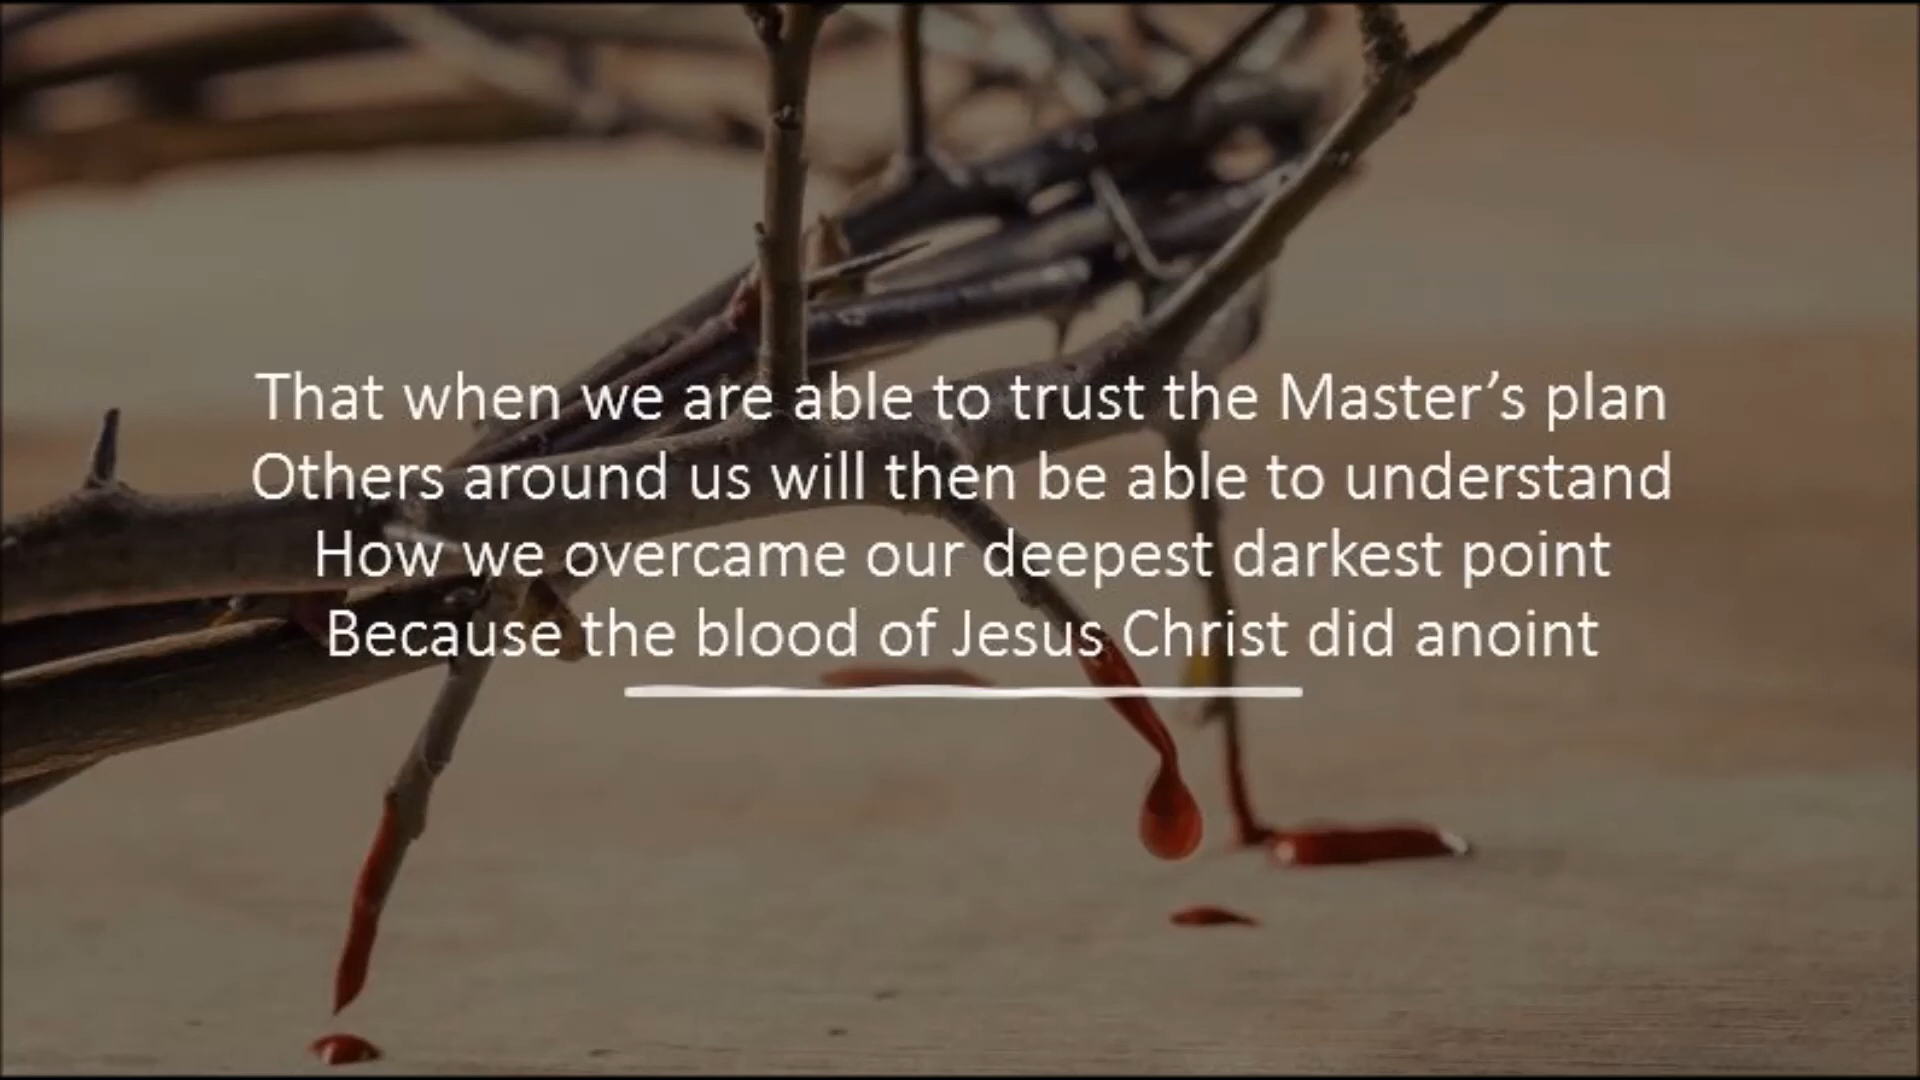 That when we are able to trust the Master’s plan
Others around us will then be able to understand
How we overcame our deepest darkest point
Because the blood of Jesus Christ did anoint